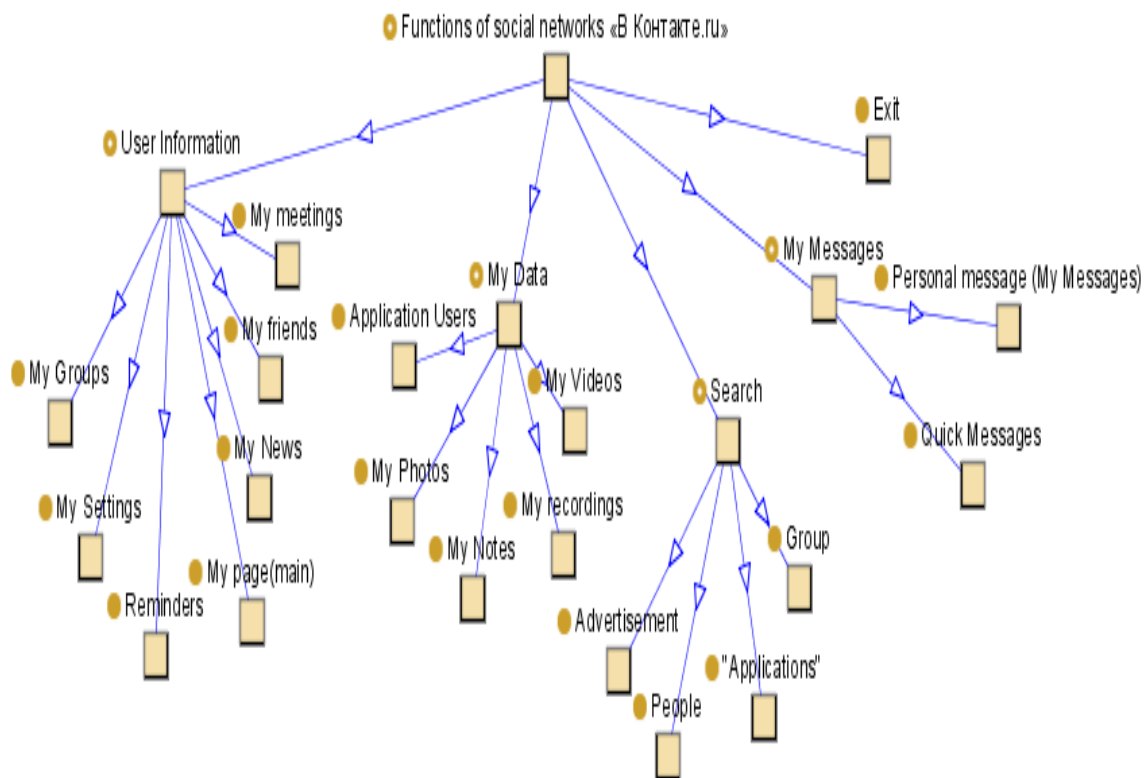 Functions of social networks «В Контакте.ru»
Exit
User Information
My meetings
My Messages
Personal message (My Messages)
My Data
Application Users
My friends
My Groups
My Videos
Search
My News
Quick Messages
My Photos
My Settings
My recordings
Group
My Notes
My page(main)
Reminders
Advertisement
"Applications"
People